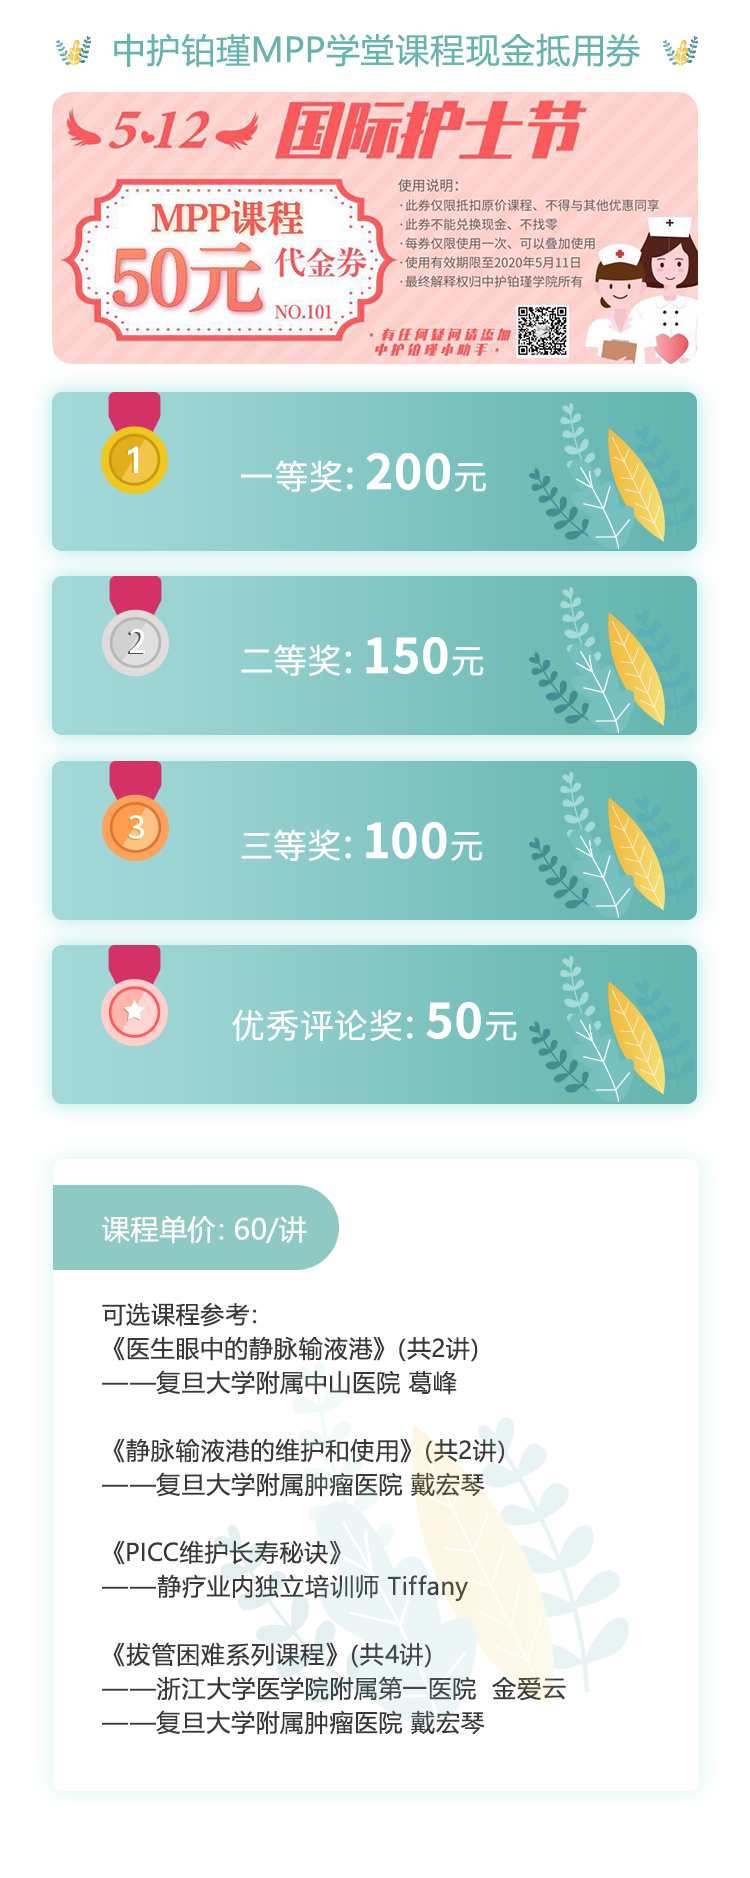 中护铂瑾MPP学堂课程现金抵用券
5.12 国际护士节
MPP课程
50元 代金券
NO.101
使用说明：
·此券仅限抵扣原价课程、不得与其他优惠同享
·此券不能兑换现金、不找零
·每券仅限使用一次、可以叠加使用
·使用有效期限至2020年5月11日
·最终解释权归中护铂瑾学院所有
·有任何疑问请添加
中护铂瑾小助手·
1
一等奖：200元
2
二等奖：150元
3
三等奖：100元
优秀评论奖：50元
课程单价：60/讲
可选课程参考：
《医生眼中的静脉输液港》(共2讲)
——复旦大学附属中山医院 葛峰
《静脉输液港的维护和使用》(共2讲)
——复旦大学附属肿瘤医院 戴宏琴
《PICC维护长寿秘诀》
——静疗业内独立培训师 Tiffany
《拔管困难系列课程》(共4讲)
——浙江大学医学院附属第一医院 金爱云
——复旦大学附属肿瘤医院 戴宏琴